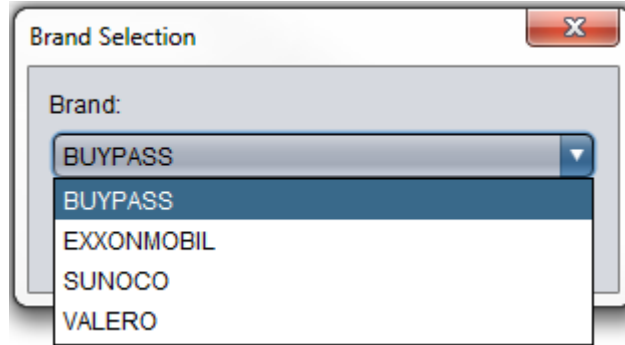 Brand Selection
Brand:
BUYPASS
BUYPASS
EXXONMOBIL
SUNOCO
VALERO